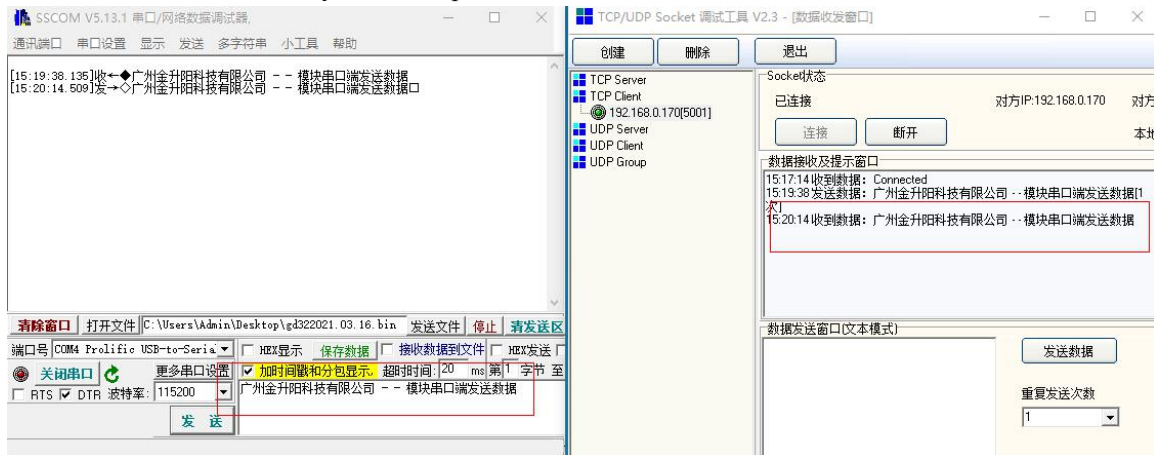 SSCOM V5.13.1 串口/网络数据调试器,
通讯端口 串口设置 显示 发送 多字符串 小工具 帮助
[15:19:38.135]收←◆广州金升阳科技有限公司 -- 模块串口端发送数据
[15:20:14.509]发→◇广州金升阳科技有限公司 -- 模块串口端发送数据□
清除窗口 打开文件 C:\Users\Admin\Desktop\gd322021.03.16.bin 发送文件 停止 清发送区
端口号 COM4 Prolific USB-to-Seria HEX显示 保存数据 接收数据到文件 HEX发送
关闭串口 更多串口设置 加时间戳和分包显示, 超时时间: 20 ms 第1 字节 至
RTS DTR 波特率: 115200 广州金升阳科技有限公司 -- 模块串口端发送数据
发 送
TCP/UDP Socket 调试工具 V2.3 - [数据收发窗口]
创建 删除 退出
TCP Server
TCP Client
192.168.0.170[5001]
UDP Server
UDP Client
UDP Group
Socket状态
已连接 对方IP:192.168.0.170 对方
连接 断开 本地
数据接收及提示窗口
15:17:14 收到数据: Connected
15:19:38 发送数据: 广州金升阳科技有限公司 --模块串口端发送数据[1
次]
15:20:14 收到数据: 广州金升阳科技有限公司 --模块串口端发送数据
数据发送窗口(文本模式)
发送数据
重复发送次数
1